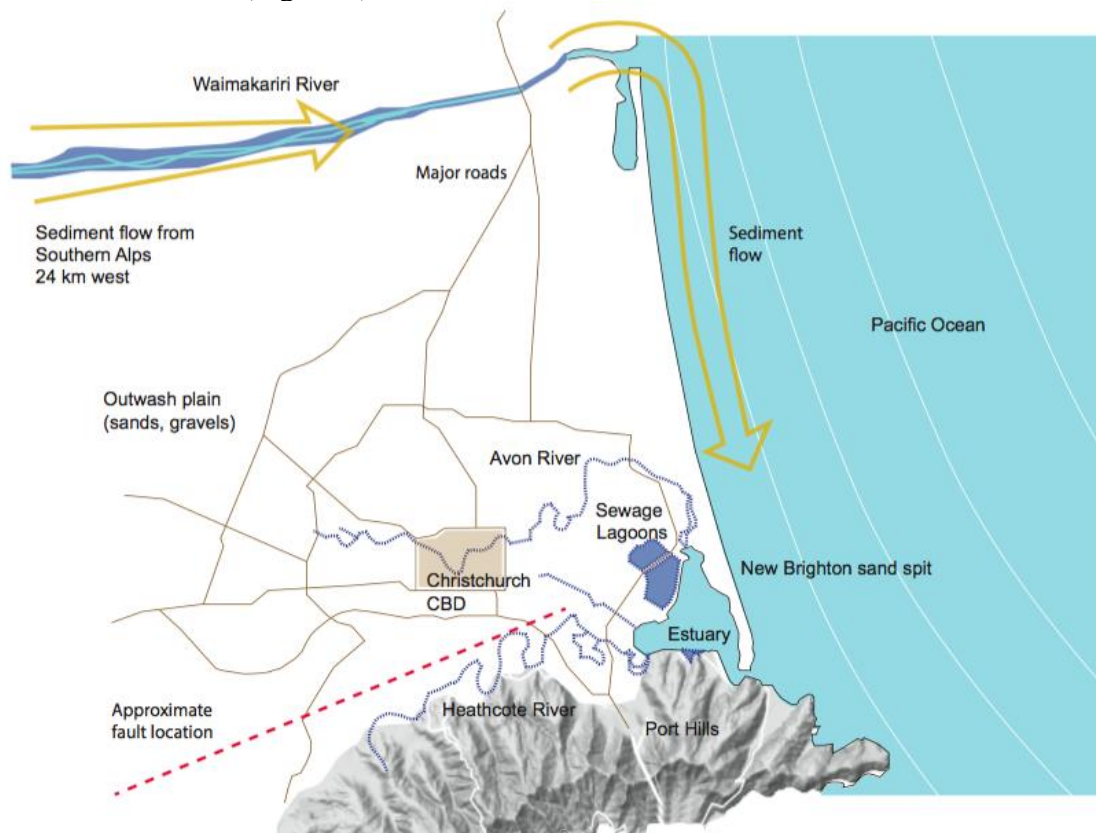 Waimakariri River
Major roads
Sediment flow from
Southern Alps
24 km west
Sediment
flow
Pacific Ocean
Outwash plain
(sands, gravels)
Avon River
Sewage
Lagoons
New Brighton sand spit
Christchurch
CBD
Estuary
Approximate
fault location
Heathcote River
Port Hills